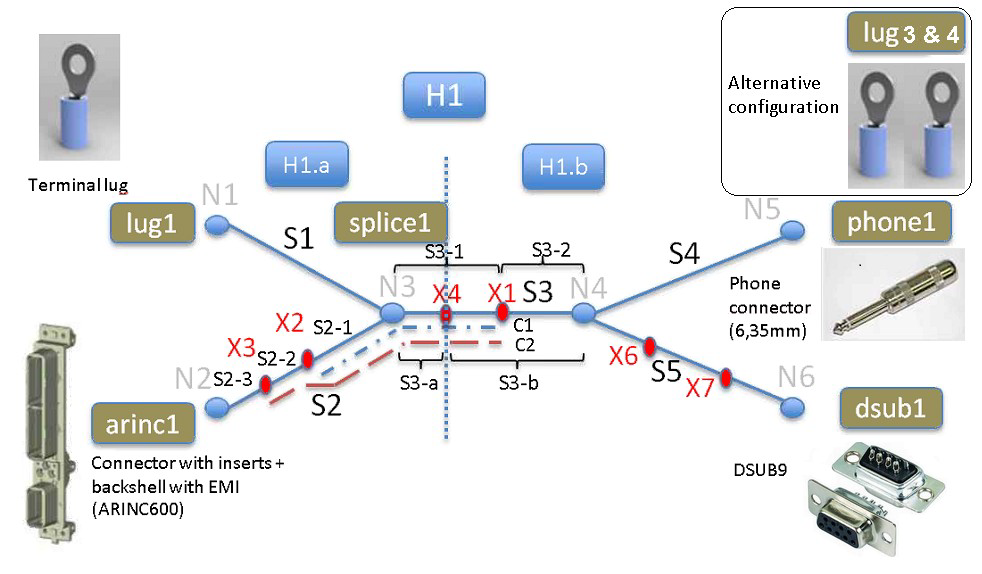 lug 3 & 4
Alternative
configuration
H1
H1.a
H1.b
Terminal lug
N1
lug1
S1
splice1
S3-1
S3-2
S4
N5
phone1
N3
X4
X1
S3
N4
Phone
connector
(6,35mm)
X2
S2-1
C1
C2
X3
S2-2
N2
S2-3
S3-a
S3-b
X6
S5
X7
N6
S2
arinc1
dsub1
Connector with inserts +
backshell with EMI
(ARINC600)
DSUB9